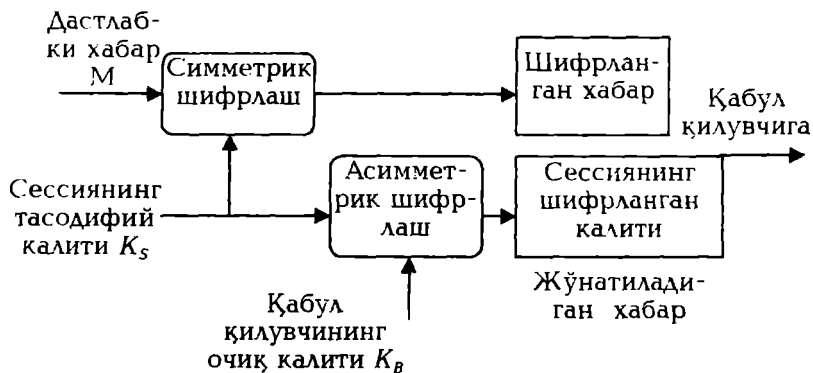 Дастлаб-
ки хабар
М
Симметрик
шифрлаш
Шифрлан-
ган хабар
Қабул
қилувчига
Сессиянинг
тасодифий
калити K_S
Асиммет-
рик шифр-
лаш
Сессиянинг
шифрланган
калити
Жўнатилади-
ган хабар
Қабул
қилувчининг
очиқ калити K_B